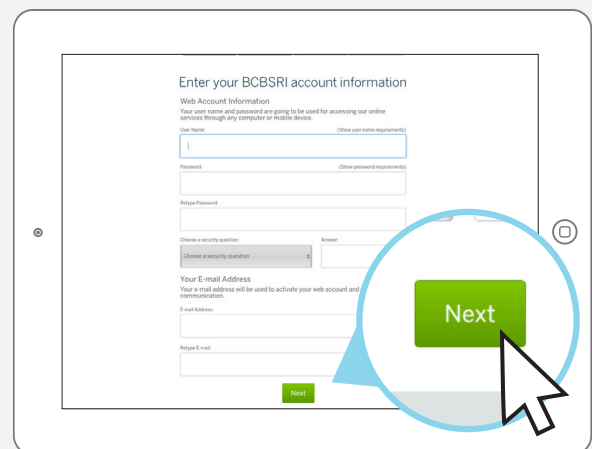 Enter your BCBSRI account information
Web Account Information
Your user name and password are going to be used for accessing our online
services through any computer or mobile device.
User Name: (Show user name requirements)
Password: (Show password requirements)
Retype Password:
Choose a security question: Answer:
Choose a security question
Your E-mail Address
Your e-mail address will be used to activate your web account and
communication.
E-mail Address:
Retype E-mail:
Next
Next